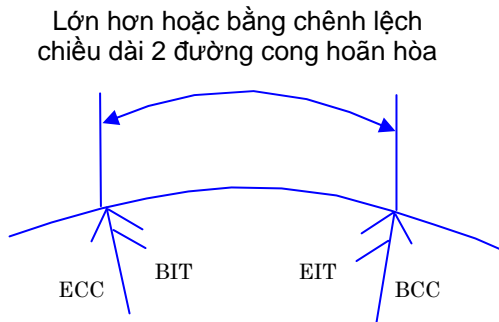 Lớn hơn hoặc bằng chênh lệch
chiều dài 2 đường cong hoãn hòa
BIT
EIT
ECC
BCC